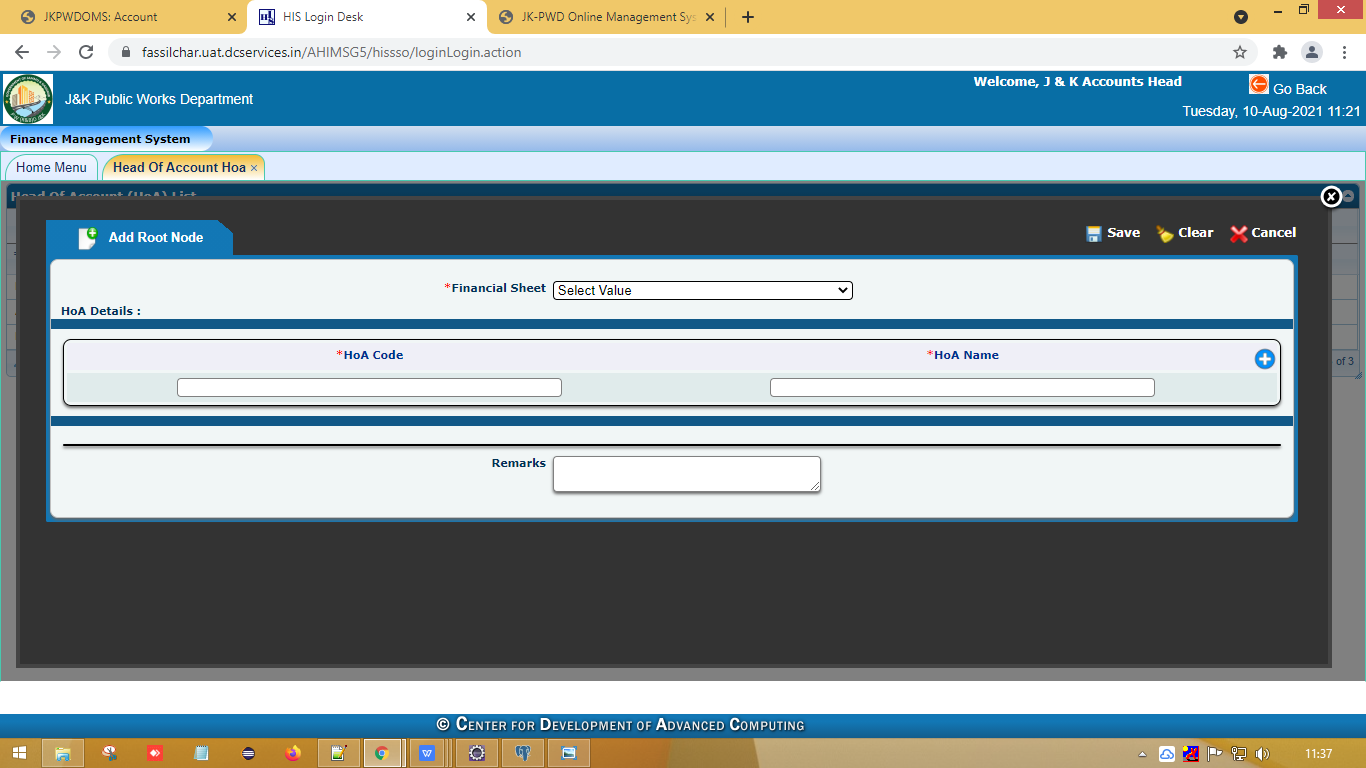 JKPWDOMS: Account
HIS Login Desk
JK-PWD Online Management Sys
fassilchar.uat.dcservices.in/AHIMSG5/hissso/loginLogin.action
J&K Public Works Department
Welcome, J & K Accounts Head
Go Back
Tuesday, 10-Aug-2021 11:21
Finance Management System
Home Menu
Head Of Account Hoa ×
Head Of Account (HoA) List
Add Root Node
Save Clear Cancel
*Financial Sheet Select Value
HoA Details :
*HoA Code *HoA Name
of 3
Remarks
© Center for Development of Advanced Computing
11:37